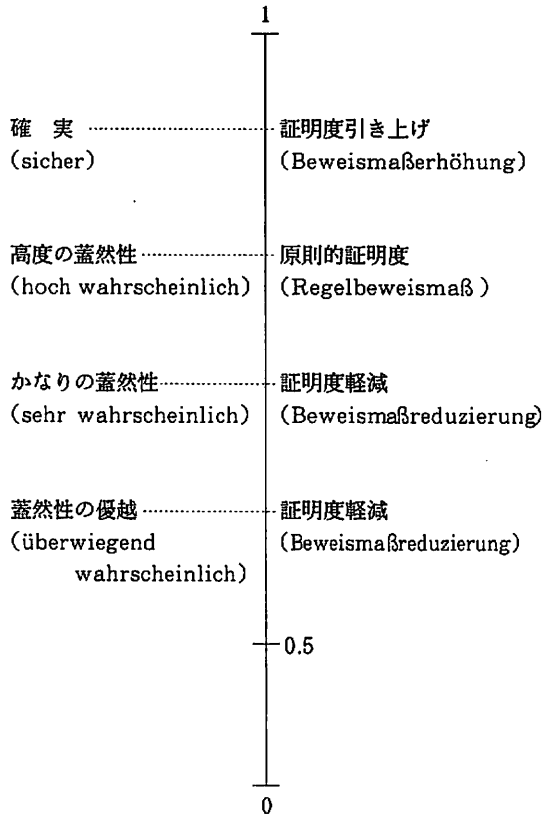 1
確 実 ………… 証明度引き上げ
(sicher) (Beweismaßerhöhung)
高度の蓋然性 ………… 原則的証明度
(hoch wahrscheinlich) (Regelbeweismaß)
かなりの蓋然性 ………… 証明度軽減
(sehr wahrscheinlich) (Beweismaßreduzierung)
蓋然性の優越 ………… 証明度軽減
(überwiegend (Beweismaßreduzierung)
wahrscheinlich)
0.5
0